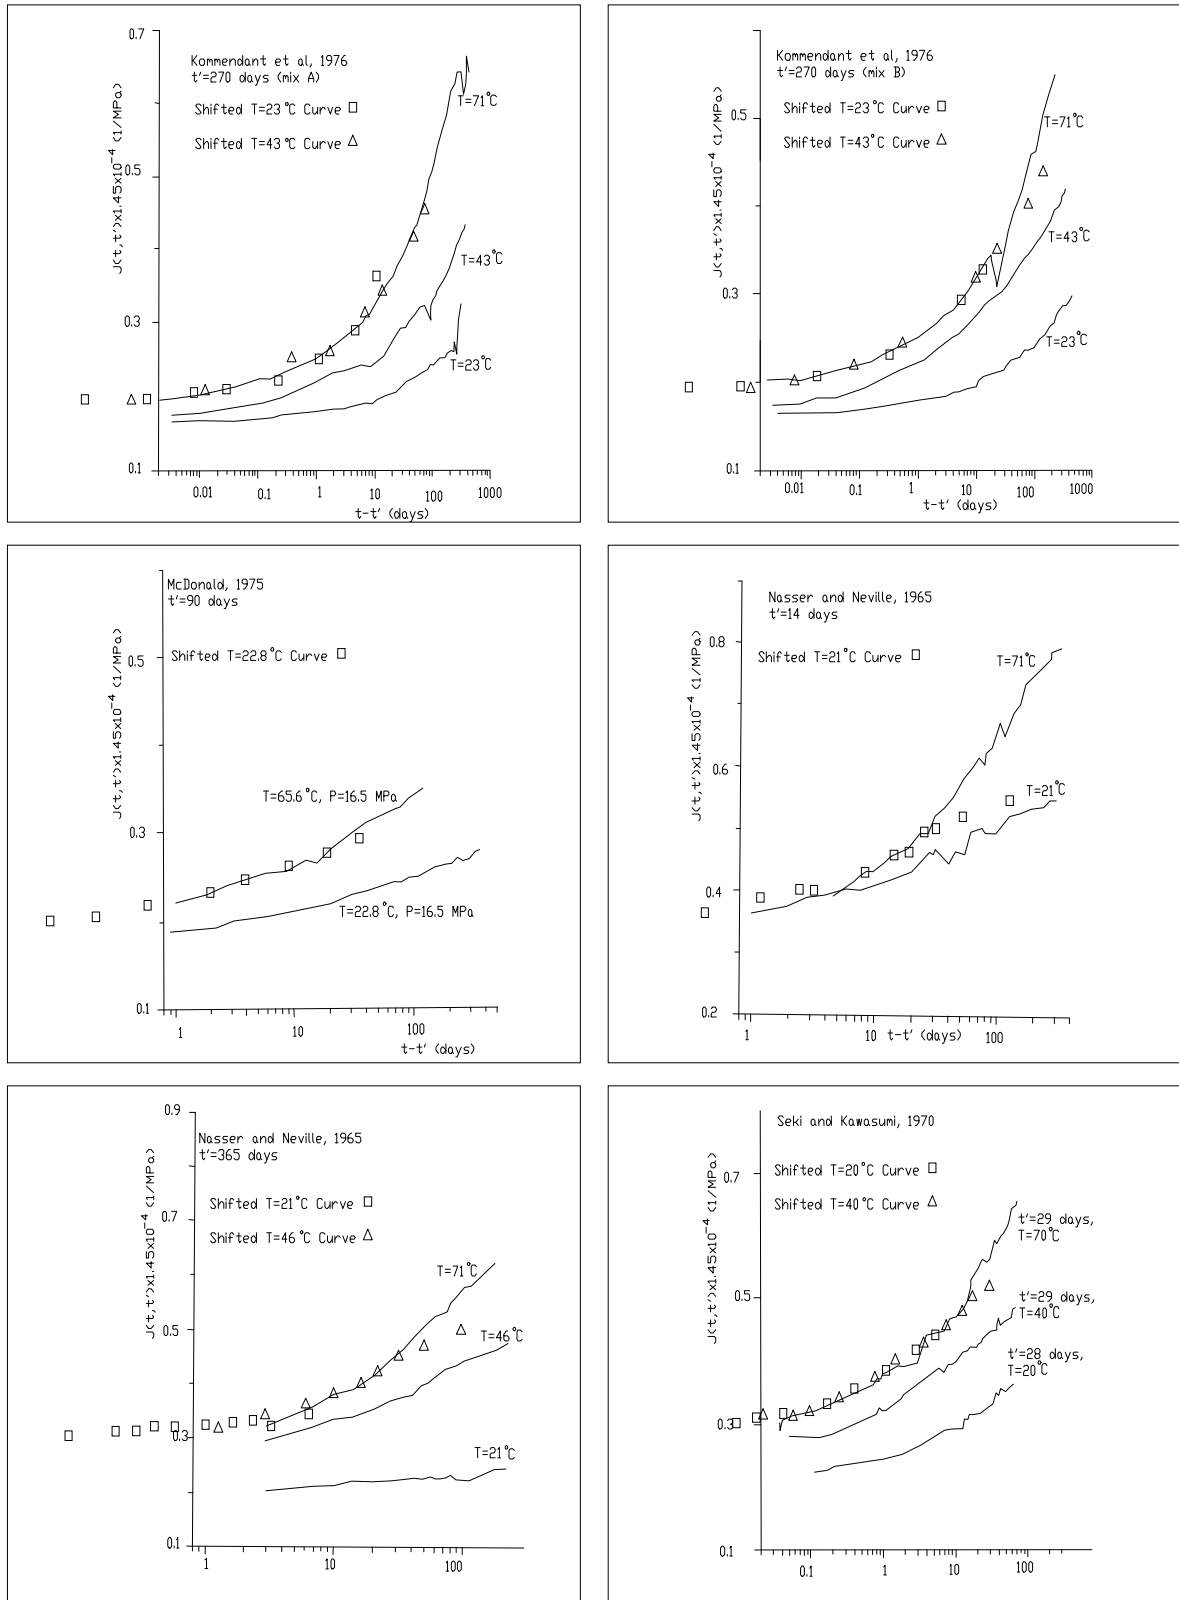 0.7
Kommendant et al, 1976
t'=270 days (mix A)
Shifted T=23°C Curve
Shifted T=43°C Curve
T=71°C
0.5
J(t,t')x1.45x10⁻⁴ (1/MPa)
T=43°C
0.3
T=23°C
0.1
0.01 0.1 1 10 100 1000
t-t' (days)
Kommendant et al, 1976
t'=270 days (mix B)
Shifted T=23°C Curve
Shifted T=43°C Curve
0.5
T=71°C
J(t,t')x1.45x10⁻⁴ (1/MPa)
T=43°C
0.3
T=23°C
0.1
0.01 0.1 1 10 100 1000
t-t' (days)
McDonald, 1975
t'=90 days
Shifted T=22.8°C Curve
0.5
J(t,t')x1.45x10⁻⁴ (1/MPa)
T=65.6°C, P=16.5 MPa
0.3
T=22.8°C, P=16.5 MPa
0.1
1 10 100
t-t' (days)
Nasser and Neville, 1965
t'=14 days
0.8
Shifted T=21°C Curve
T=71°C
J(t,t')x1.45x10⁻⁴ (1/MPa)
0.6
T=21°C
0.4
0.2
1 10 100
t-t' (days)
0.9
Nasser and Neville, 1965
t'=365 days
Shifted T=21°C Curve
0.7
Shifted T=46°C Curve
J(t,t')x1.45x10⁻⁴ (1/MPa)
T=71°C
0.5
T=46°C
0.3
T=21°C
0.1
1 10 100
Seki and Kawasumi, 1970
Shifted T=20°C Curve
0.7
Shifted T=40°C Curve
J(t,t')x1.45x10⁻⁴ (1/MPa)
t'=29 days,
T=70°C
0.5
t'=29 days,
T=40°C
t'=28 days,
T=20°C
0.3
0.1
0.1 1 10 100